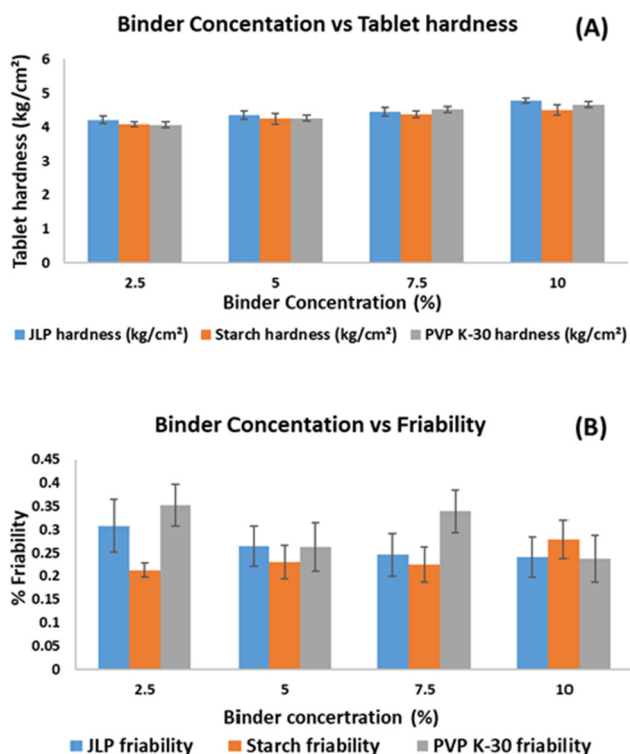 Binder Concentation vs Tablet hardness
(A)
Tablet hardness (kg/cm²)
6
5
4
3
2
1
0
2.5 5 7.5 10
Binder Concentration (%)
JLP hardness (kg/cm²) Starch hardness (kg/cm²) PVP K-30 hardness (kg/cm²)
Binder Concentation vs Friability
(B)
% Friability
0.45
0.4
0.35
0.3
0.25
0.2
0.15
0.1
0.05
0
2.5 5 7.5 10
Binder concertration (%)
JLP friability Starch friability PVP K-30 friability